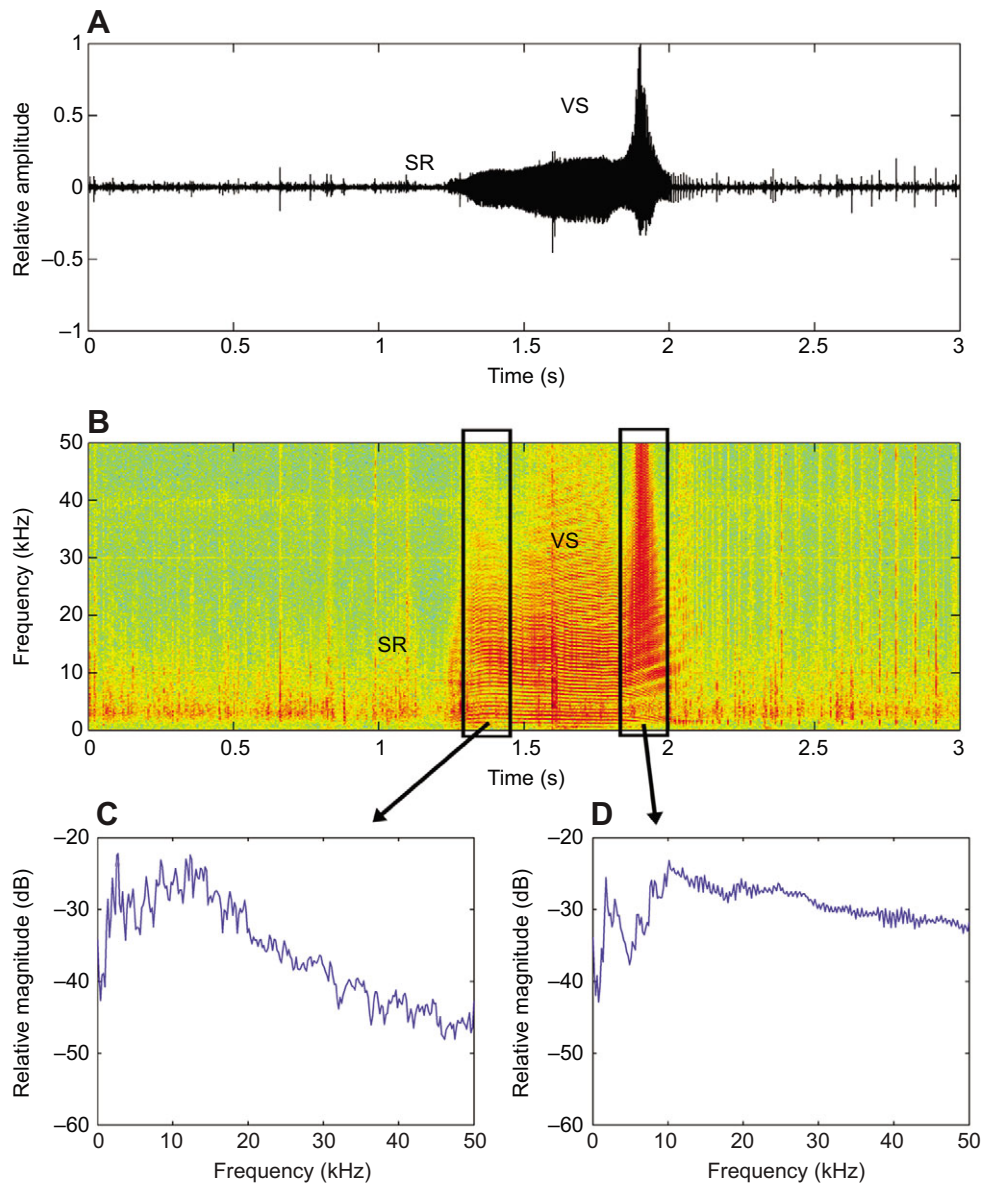 A
1
0.5
0
–0.5
–1
Relative amplitude
SR
VS
0 0.5 1 1.5 2 2.5 3
Time (s)
B
50
40
30
20
10
0
Frequency (kHz)
VS
SR
0 0.5 1 1.5 2 2.5 3
Time (s)
C
–20
–30
–40
–50
–60
Relative magnitude (dB)
0 10 20 30 40 50
Frequency (kHz)
D
–20
–30
–40
–50
–60
Relative magnitude (dB)
0 10 20 30 40 50
Frequency (kHz)